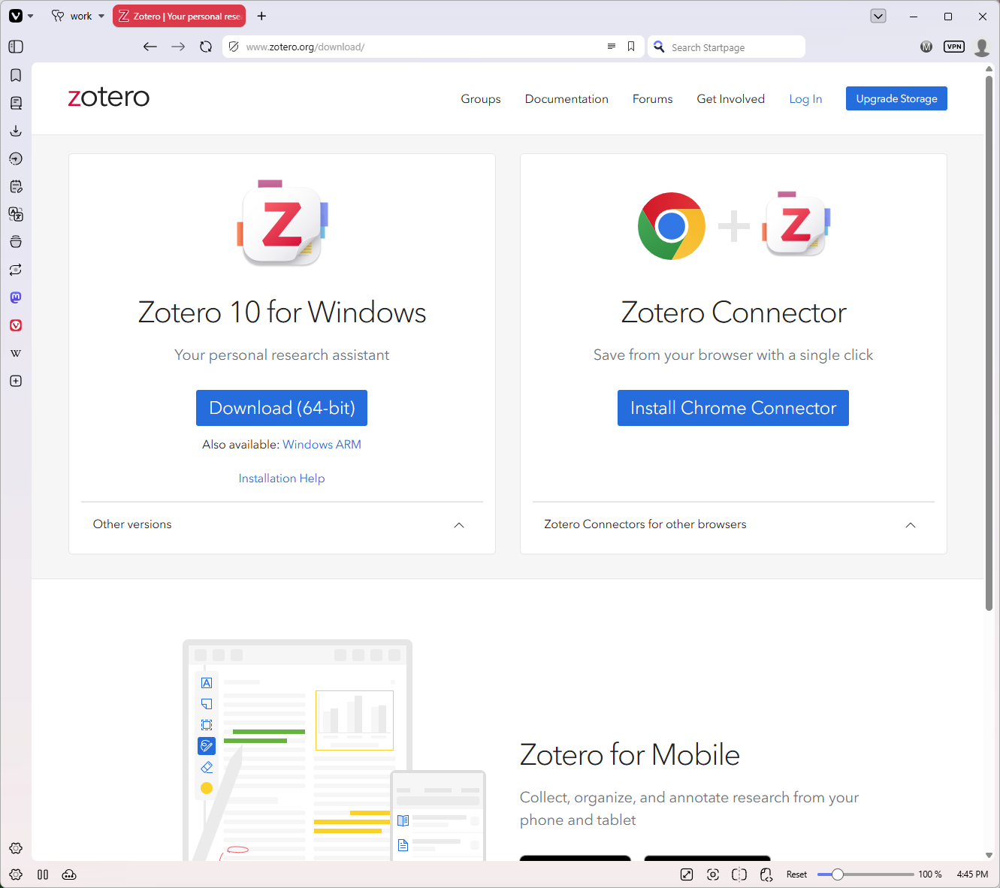 work
Zotero | Your personal rese
www.zotero.org/download/
Search Startpage
M
VPN
zotero
Groups
Documentation
Forums
Get Involved
Log In
Upgrade Storage
Zotero 10 for Windows
Your personal research assistant
Download (64-bit)
Also available: Windows ARM
Installation Help
Other versions
Zotero Connector
Save from your browser with a single click
Install Chrome Connector
Zotero Connectors for other browsers
Zotero for Mobile
Collect, organize, and annotate research from your
phone and tablet
Reset
100 %
4:45 PM